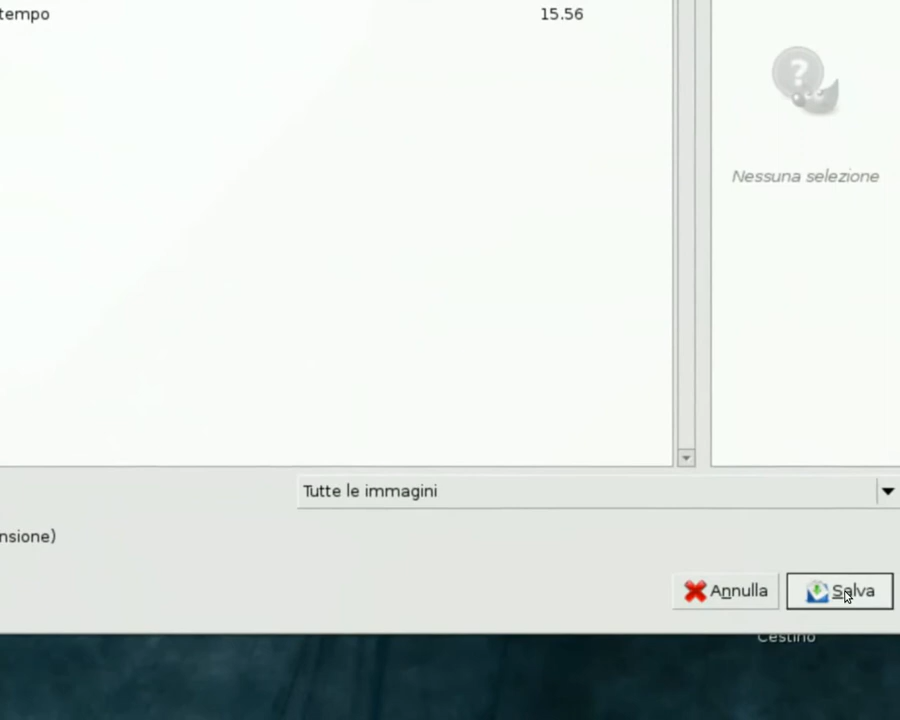 tempo 15.56
Nessuna selezione
Tutte le immagini
nsione)
Annulla Salva
Cestino